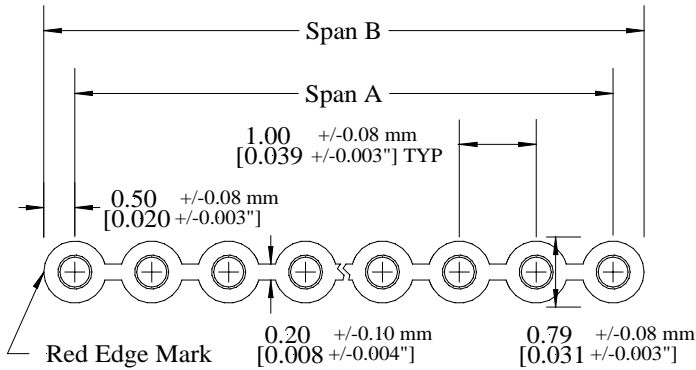 Span B
Span A
1.00 +/-0.08 mm
[0.039 +/-0.003"] TYP
0.50 +/-0.08 mm
[0.020 +/-0.003"]
0.20 +/-0.10 mm
[0.008 +/-0.004"]
0.79 +/-0.08 mm
[0.031 +/-0.003"]
Red Edge Mark